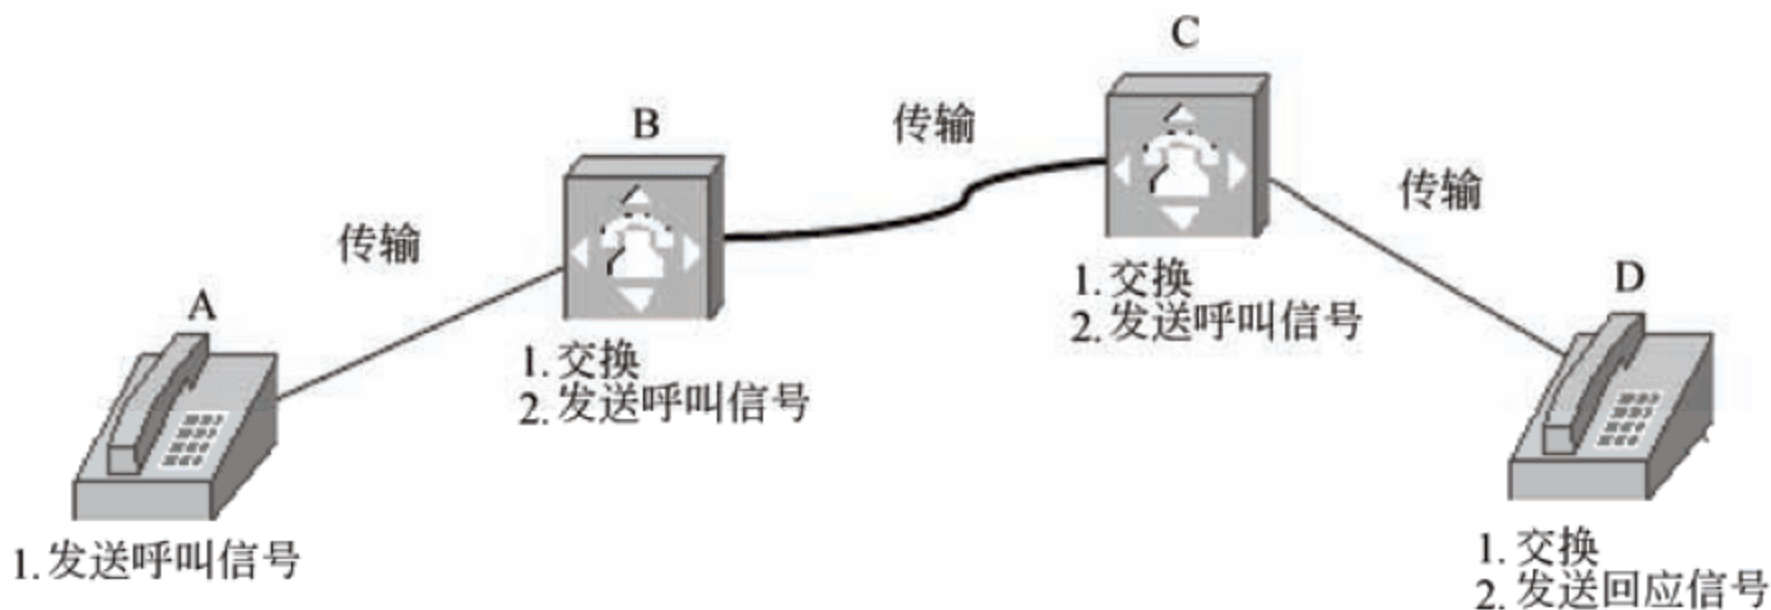 C
B
传输
传输
传输
A
D
1. 交换
2. 发送呼叫信号
1. 交换
2. 发送呼叫信号
1. 发送呼叫信号
1. 交换
2. 发送回应信号